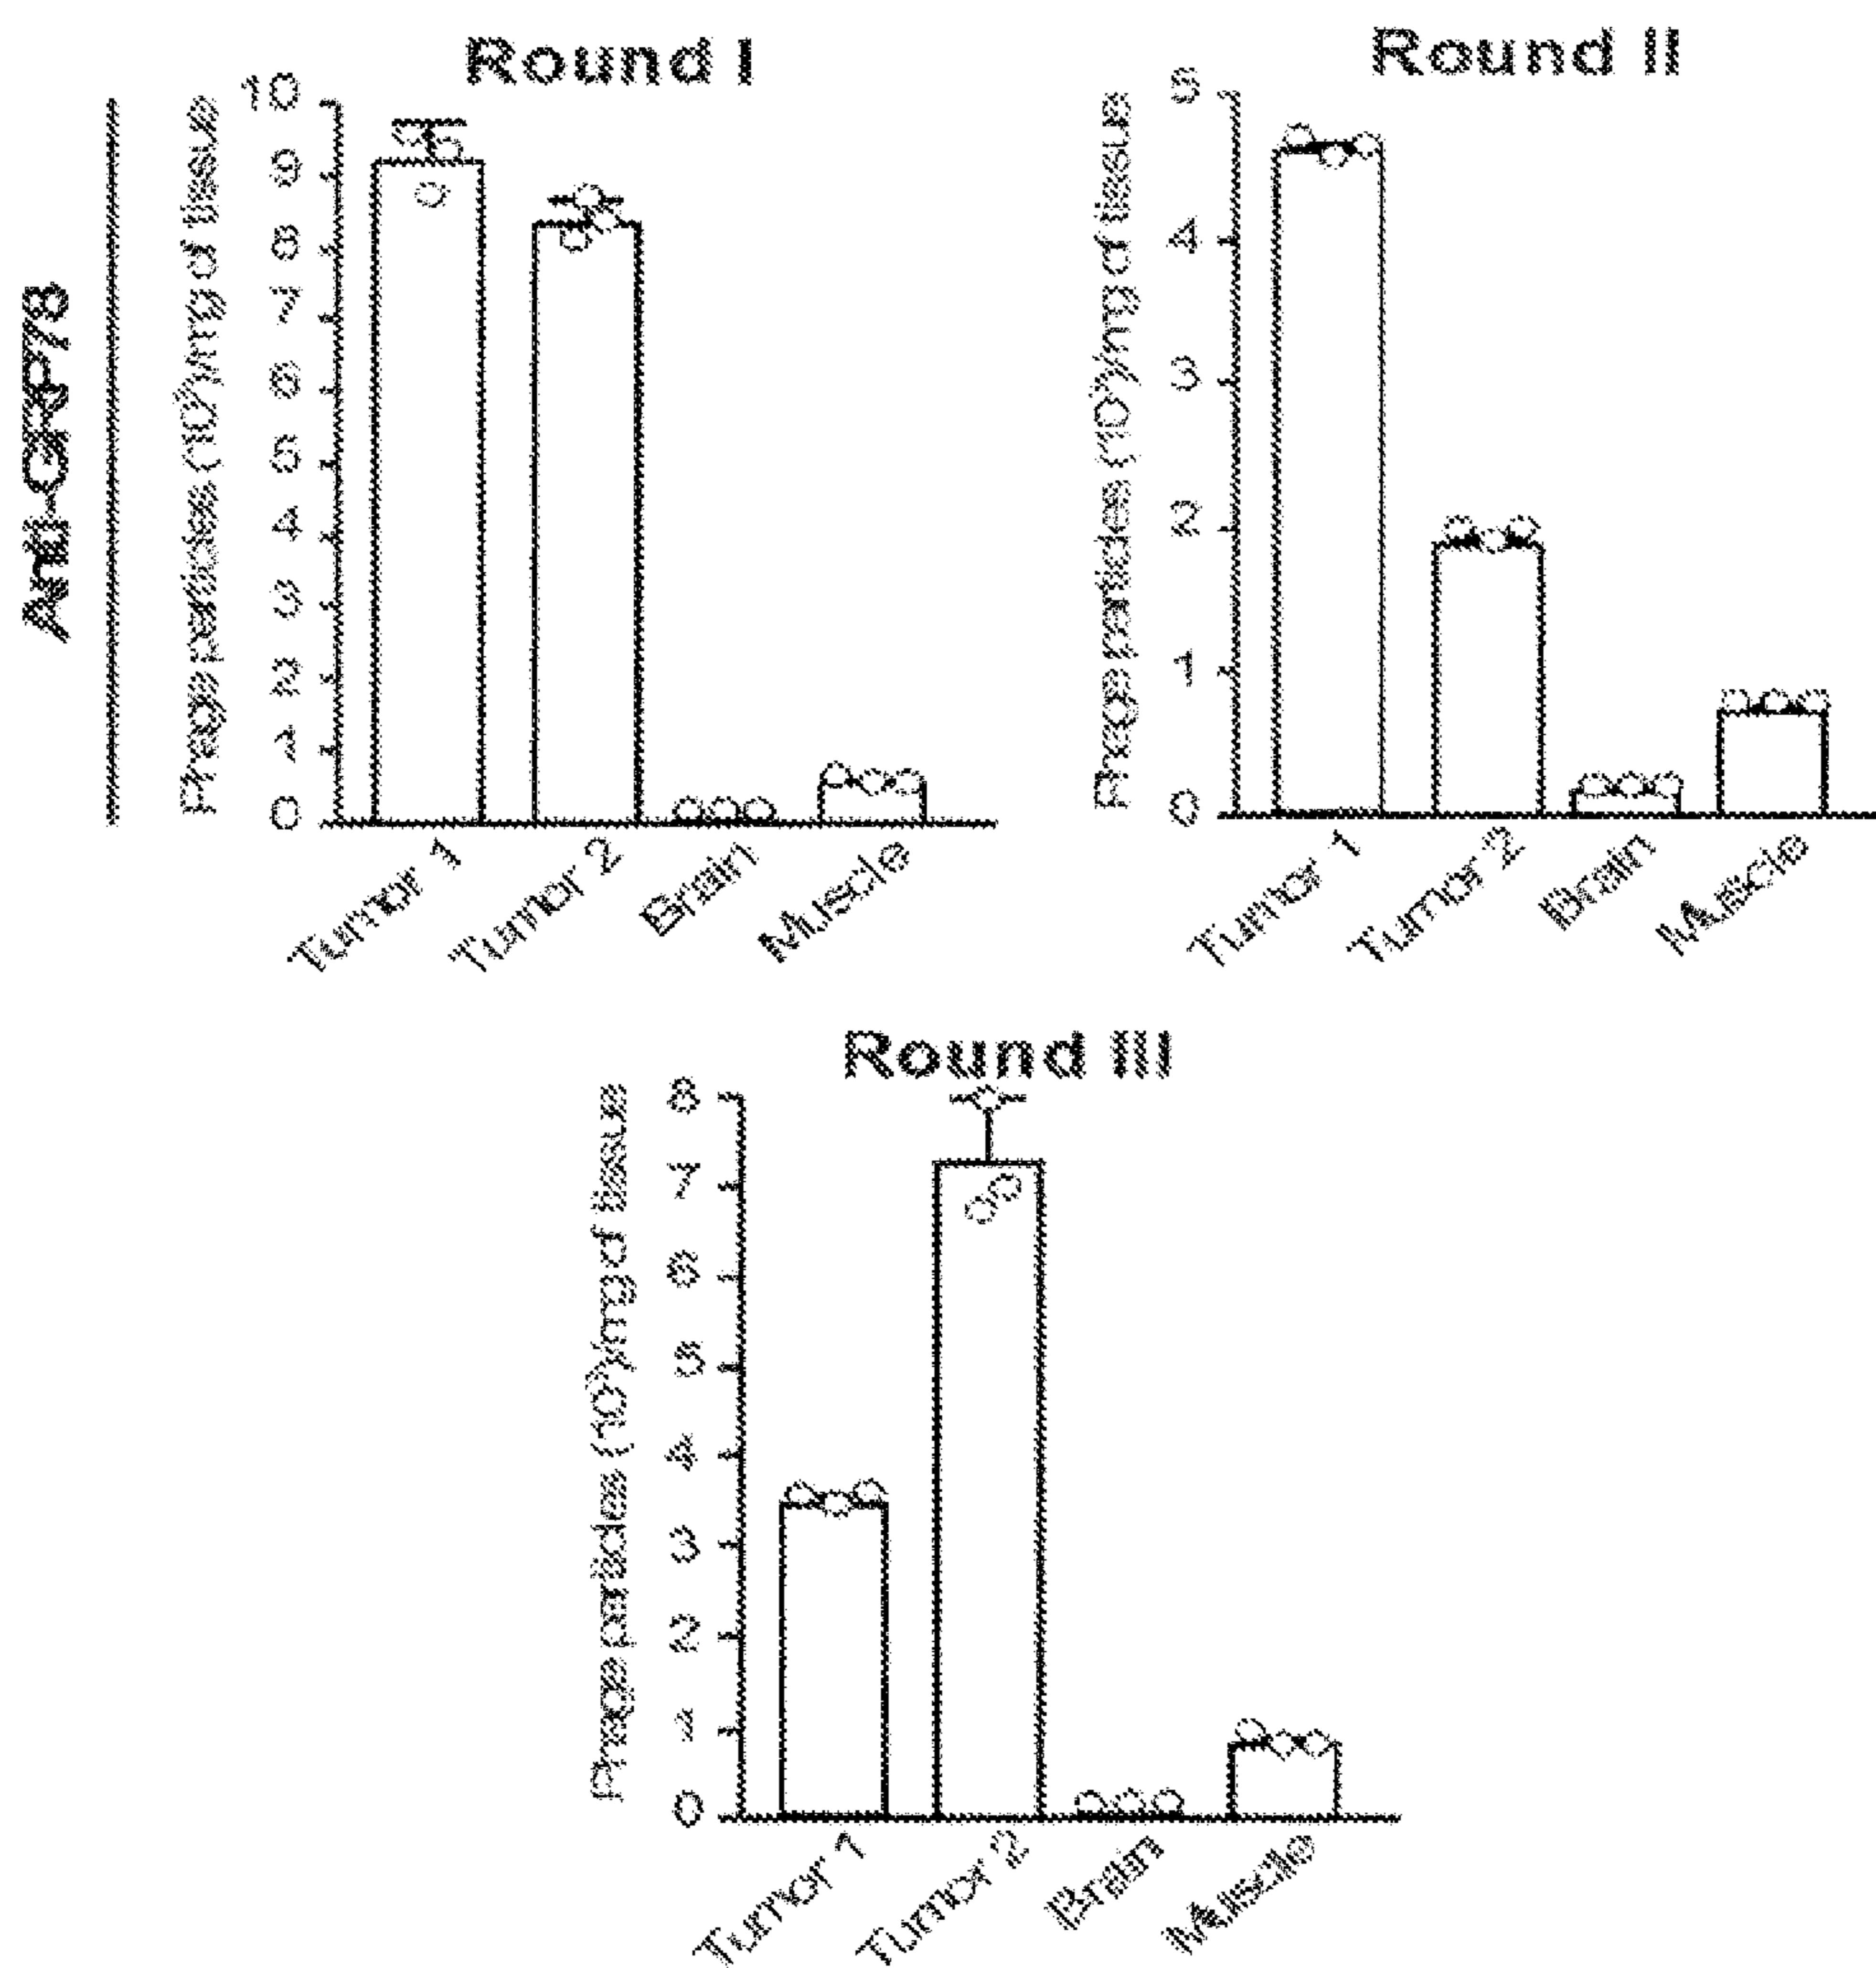 Anti-GRP78
Round I
Phage particles (10⁵)/mg of tissue
10
9
8
7
6
5
4
3
2
1
0
Tumor 1
Tumor 2
Brain
Muscle
Round II
Phage particles (10⁵)/mg of tissue
5
4
3
2
1
0
Tumor 1
Tumor 2
Brain
Muscle
Round III
Phage particles (10⁵)/mg of tissue
8
7
6
5
4
3
2
1
0
Tumor 1
Tumor 2
Brain
Muscle